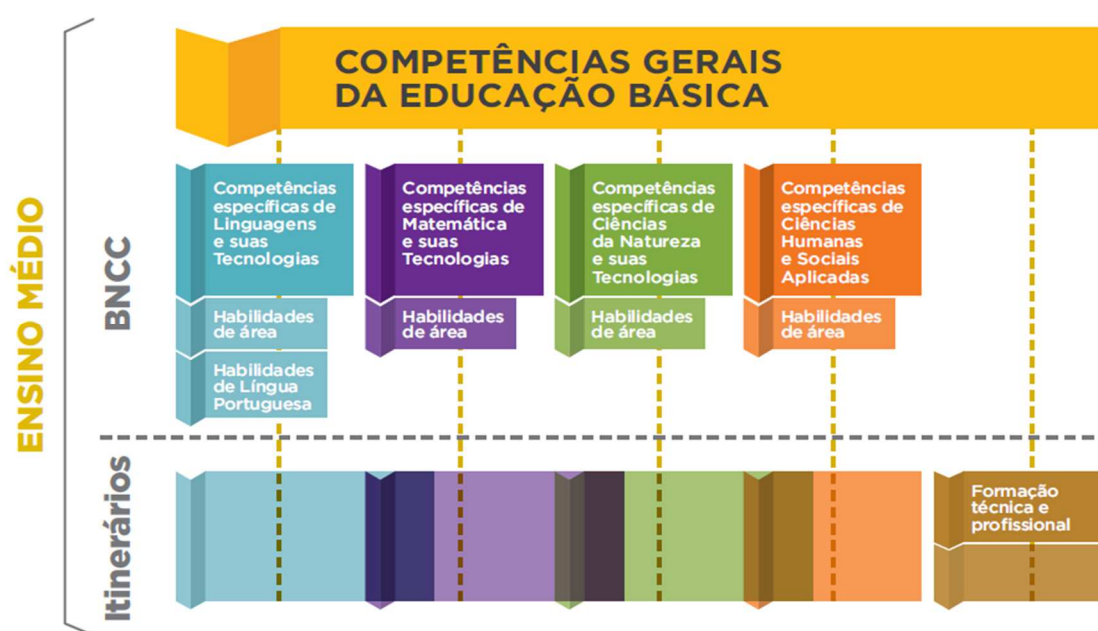 ENSINO MÉDIO
BNCC
COMPETÊNCIAS GERAIS
DA EDUCAÇÃO BÁSICA
Competências
específicas de
Linguagens
e suas
Tecnologias
Habilidades
de área
Habilidades
de Língua
Portuguesa
Competências
específicas de
Matemática
e suas
Tecnologias
Habilidades
de área
Competências
específicas de
Ciências
da Natureza
e suas
Tecnologias
Habilidades
de área
Competências
específicas de
Ciências
Humanas
e Sociais
Aplicadas
Habilidades
de área
Itinerários
Formação
técnica e
profissional